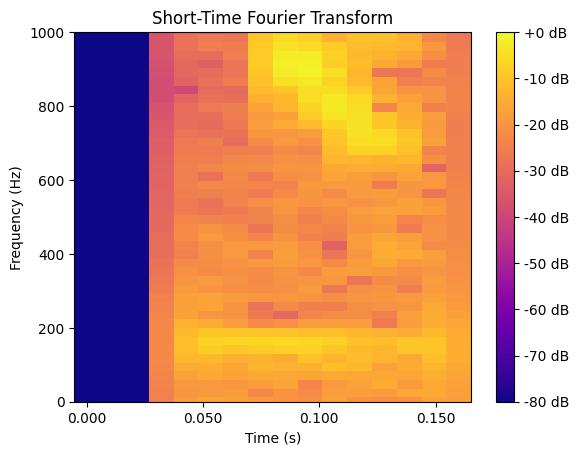 Short-Time Fourier Transform
1000
800
600
400
200
0
Frequency (Hz)
0.000
0.050
0.100
0.150
Time (s)
+0 dB
-10 dB
-20 dB
-30 dB
-40 dB
-50 dB
-60 dB
-70 dB
-80 dB